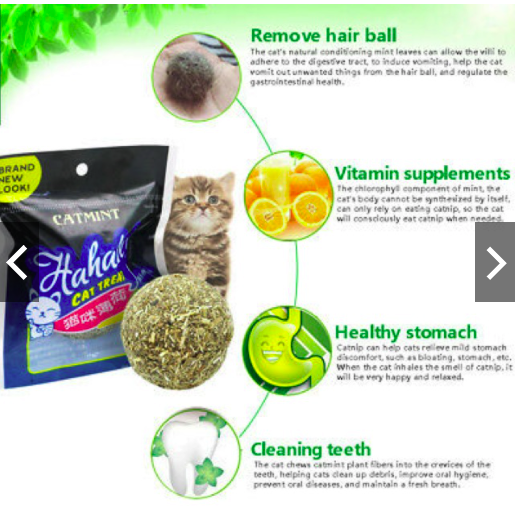 Remove hair ball
The cat's natural conditioning mint leaves can allow the villi to
adhere to the digestive tract, to induce vomiting, help the cat
vomit out unwanted things from the hair ball, and regulate the
gastrointestinal health.
Vitamin supplements
The chlorophyll component of mint, the
cat's body cannot be synthesized by itself,
can only rely on eating catnip, so the cat
will consciously eat catnip when needed.
BRAND
NEW
LOOK!
CATMINT
CAT TREAT
猫咪薄荷
Healthy stomach
Catnip can help cats relieve mild stomach
discomfort, such as bloating, stomach, etc.
When the cat inhales the smell of catnip, it
will be very happy and relaxed.
Cleaning teeth
The cat chews catmint plant fibers into the crevices of the
teeth, helping cats clean up debris, improve oral hygiene,
prevent oral diseases, and maintain a fresh breath.